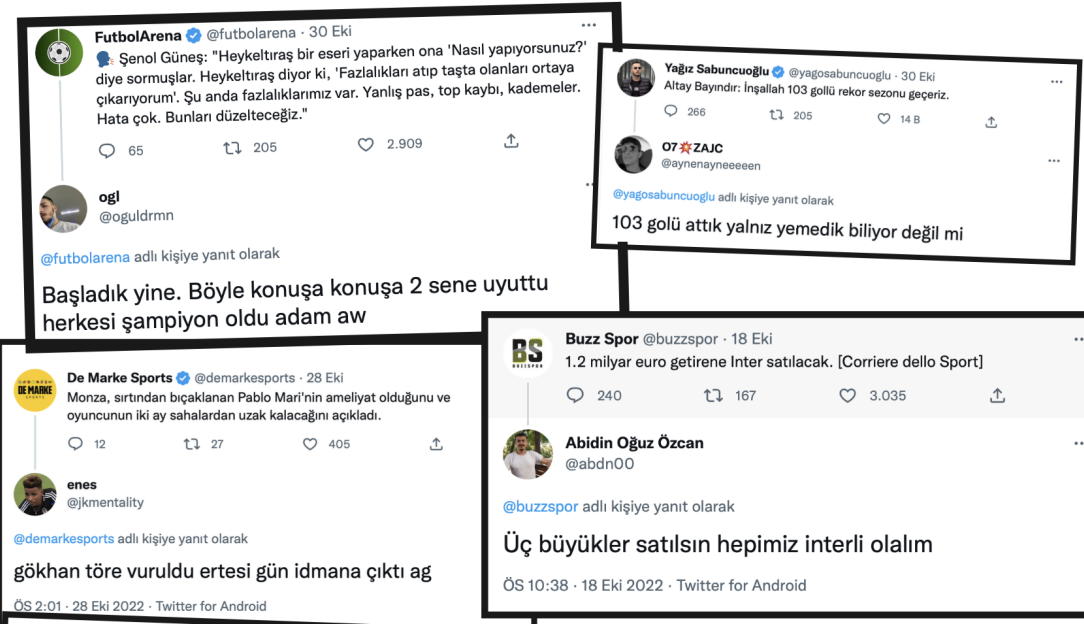 FutbolArena @futbolarena · 30 Eki
🗣️ Şenol Güneş: "Heykeltıraş bir eseri yaparken ona 'Nasıl yapıyorsunuz?'
diye sormuşlar. Heykeltıraş diyor ki, 'Fazlalıkları atıp taşta olanları ortaya
çıkarıyorum'. Şu anda fazlalıklarımız var. Yanlış pas, top kaybı, kademeler.
Hata çok. Bunları düzelteceğiz."
65 205 2.909
ogl
@oguldrmn
@futbolarena adlı kişiye yanıt olarak
Başladık yine. Böyle konuşa konuşa 2 sene uyuttu
herkesi şampiyon oldu adam aw
Yağız Sabuncuoğlu @yagosabuncuoglu · 30 Eki
Altay Bayındır: İnşallah 103 gollü rekor sezonu geçeriz.
266 205 14 B
O7💥ZAJC
@aynenayneeeeen
@yagosabuncuoglu adlı kişiye yanıt olarak
103 golü attık yalnız yemedik biliyor değil mi
DE MARKE
SPORTS
De Marke Sports @demarkesports · 28 Eki
Monza, sırtından bıçaklanan Pablo Mari'nin ameliyat olduğunu ve
oyuncunun iki ay sahalardan uzak kalacağını açıkladı.
12 27 405
enes
@jkmentality
@demarkesports adlı kişiye yanıt olarak
gökhan töre vuruldu ertesi gün idmana çıktı ag
ÖS 2:01 · 28 Eki 2022 · Twitter for Android
BS
BUZZSPOR
Buzz Spor @buzzspor · 18 Eki
1.2 milyar euro getirene Inter satılacak. [Corriere dello Sport]
240 167 3.035
Abidin Oğuz Özcan
@abdn00
@buzzspor adlı kişiye yanıt olarak
Üç büyükler satılsın hepimiz interli olalım
ÖS 10:38 · 18 Eki 2022 · Twitter for Android